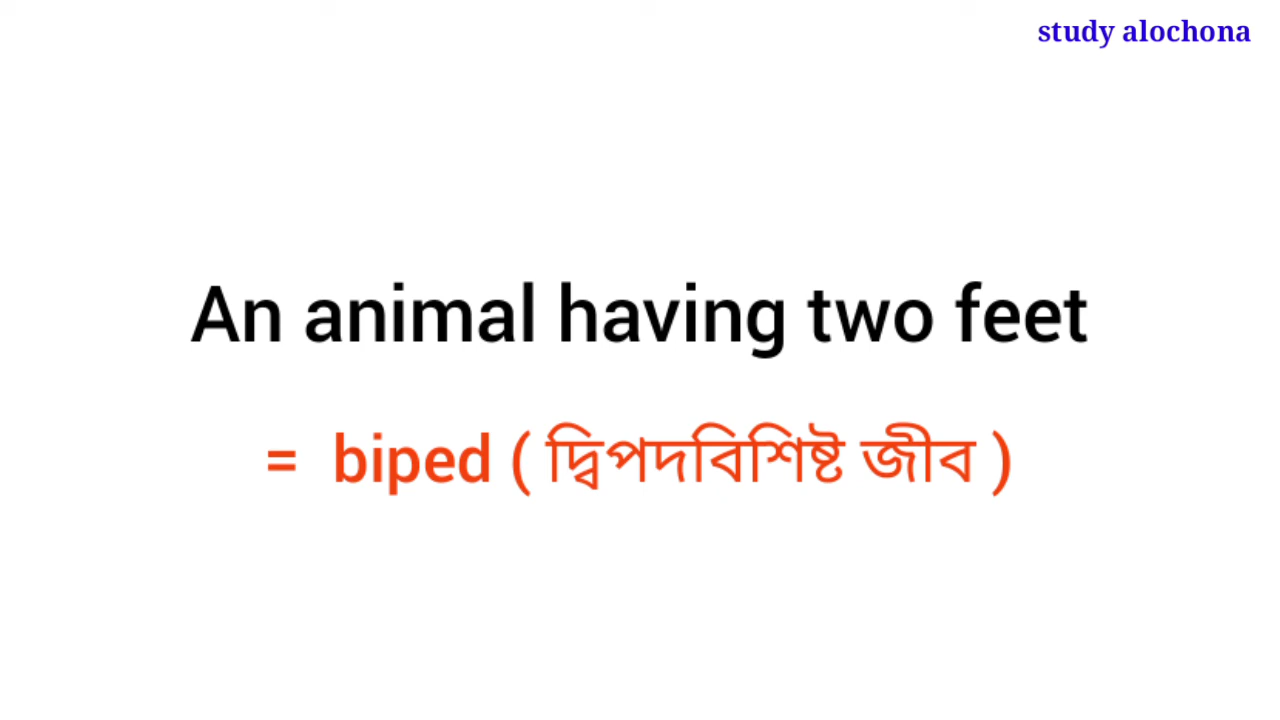 study alochona
An animal having two feet
= biped ( দ্বিপদবিশিষ্ট জীব )